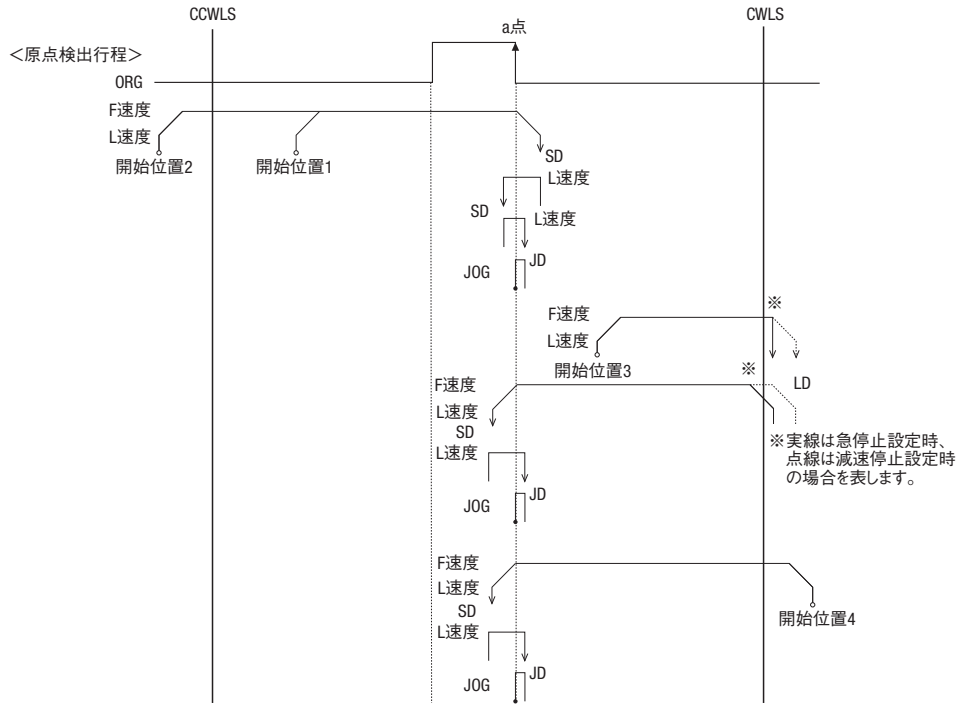 CCWLS
CWLS
a点
＜原点検出行程＞
ORG
F速度
L速度
開始位置2
開始位置1
SD
L速度
SD
L速度
JOG
JD
F速度
L速度
開始位置3
※
※
LD
F速度
L速度
SD
L速度
JOG
JD
※実線は急停止設定時、
点線は減速停止設定時
の場合を表します。
F速度
L速度
SD
L速度
JOG
JD
開始位置4